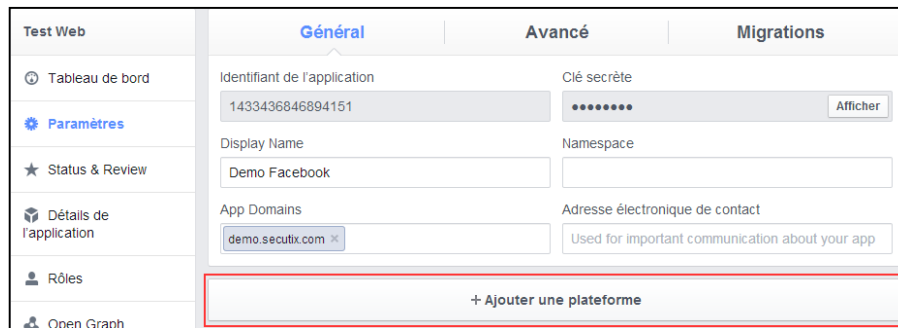 Test Web
Général
Avancé
Migrations
Tableau de bord
Paramètres
Status & Review
Détails de
l'application
Rôles
Open Graph
Identifiant de l'application
Clé secrète
1433436846894151
••••••••
Afficher
Display Name
Namespace
Demo Facebook
App Domains
Adresse électronique de contact
demo.secutix.com ×
Used for important communication about your app
+ Ajouter une plateforme